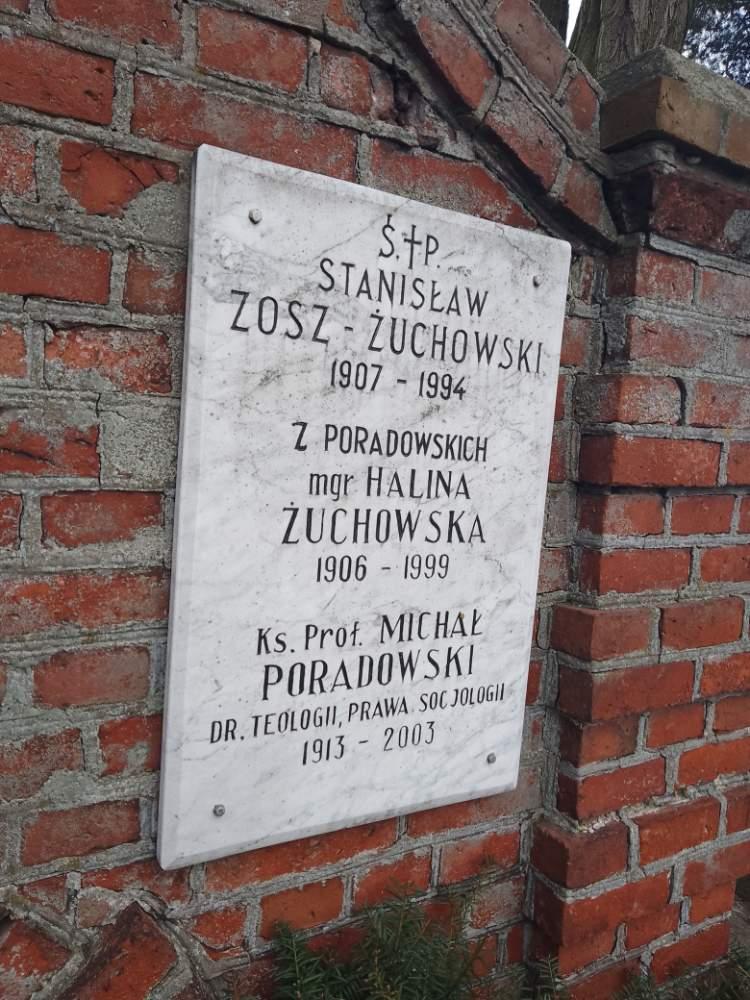 Ś.†P.
STANISŁAW
ZOSZ - ŻUCHOWSKI
1907 - 1994
Z PORADOWSKICH
mgr HALINA
ŻUCHOWSKA
1906 - 1999
Ks. Prof. MICHAŁ
PORADOWSKI
DR. TEOLOGII, PRAWA. SOCJOLOGII
1913 - 2003